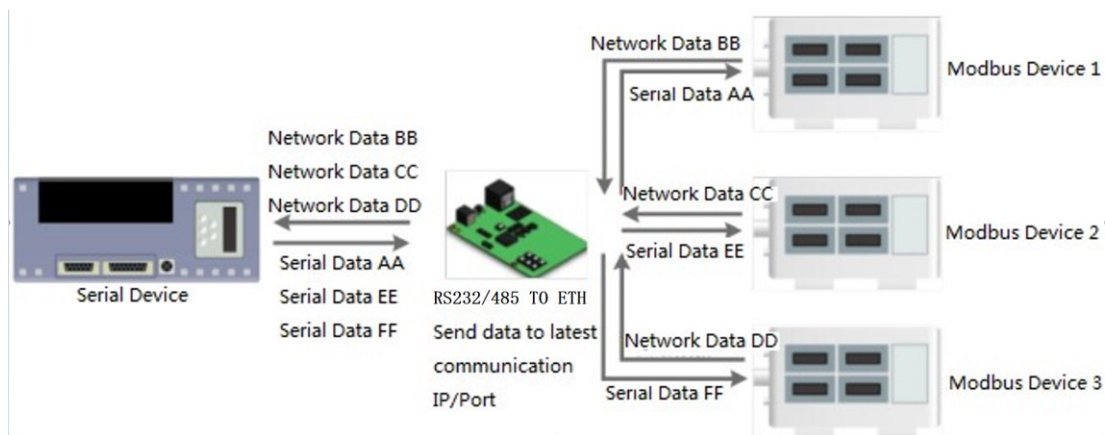 Network Data BB
Serial Data AA
Modbus Device 1
Network Data BB
Network Data CC
Network Data DD
Serial Data AA
Serial Data EE
Serial Data FF
Serial Device
RS232/485 TO ETH
Send data to latest
communication
IP/Port
Network Data CC
Serial Data EE
Modbus Device 2
Network Data DD
Serial Data FF
Modbus Device 3